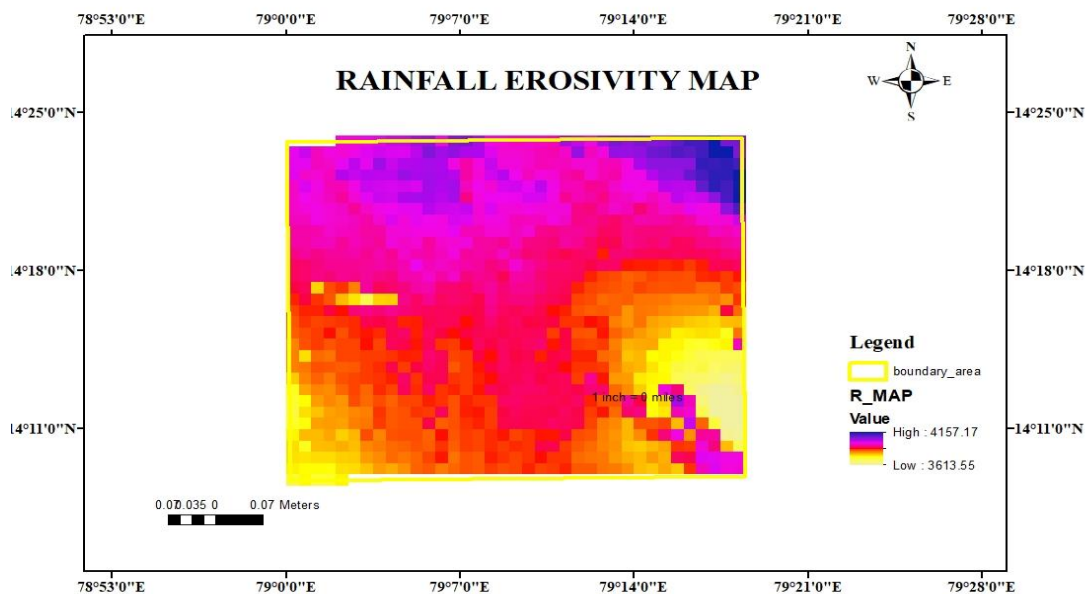 78°53'0"E 79°0'0"E 79°7'0"E 79°14'0"E 79°21'0"E 79°28'0"E
RAINFALL EROSIVITY MAP
N
W E
S
14°25'0"N 14°25'0"N
14°18'0"N 14°18'0"N
Legend
boundary_area
R_MAP
Value
High : 4157.17
Low : 3613.55
1 inch = 9 miles
14°11'0"N 14°11'0"N
0.07 0.035 0 0.07 Meters
78°53'0"E 79°0'0"E 79°7'0"E 79°14'0"E 79°21'0"E 79°28'0"E